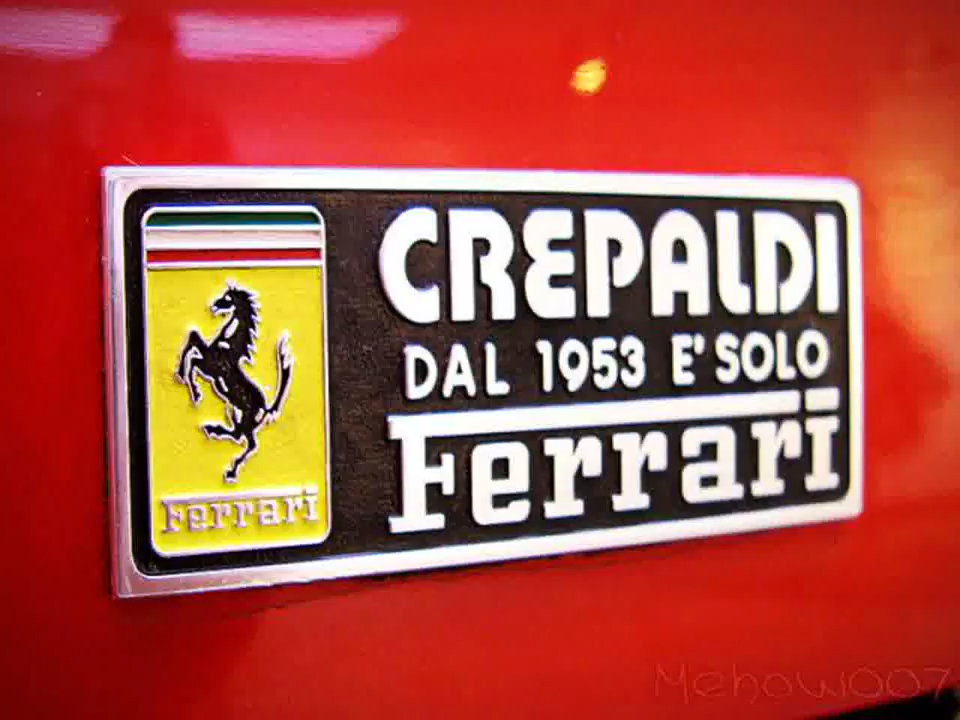 CREPALDI
DAL 1953 E' SOLO
Ferrari
Ferrari
Mehow007